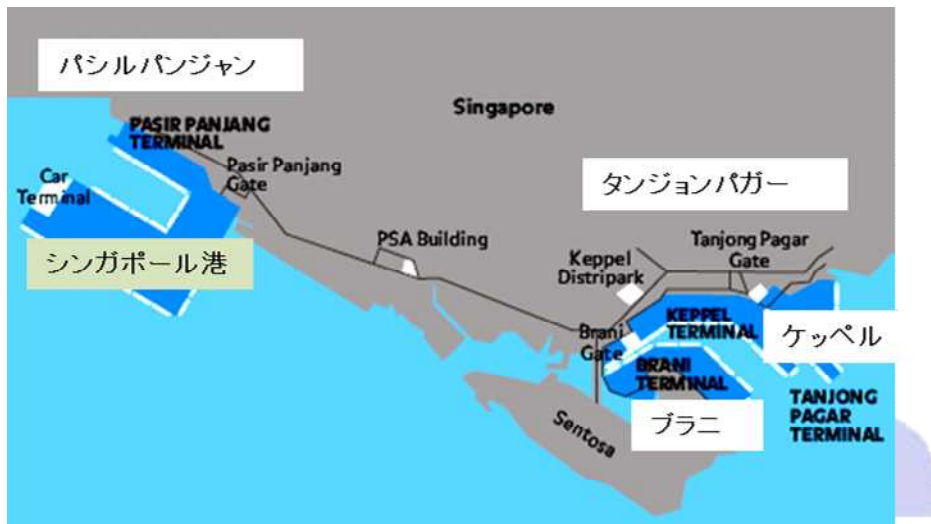 パシルパンジャン
Singapore
PASIR PANJANG
TERMINAL
Pasir Panjang
Gate
Car
Terminal
タンジョンパガー
シンガポール港
PSA Building
Keppel
Distripark
Tanjong Pagar
Gate
KEPPEL
TERMINAL
ケッペル
Brani
Gate
BRANI
TERMINAL
ブラニ
TANJONG
PAGAR
TERMINAL
Sentosa